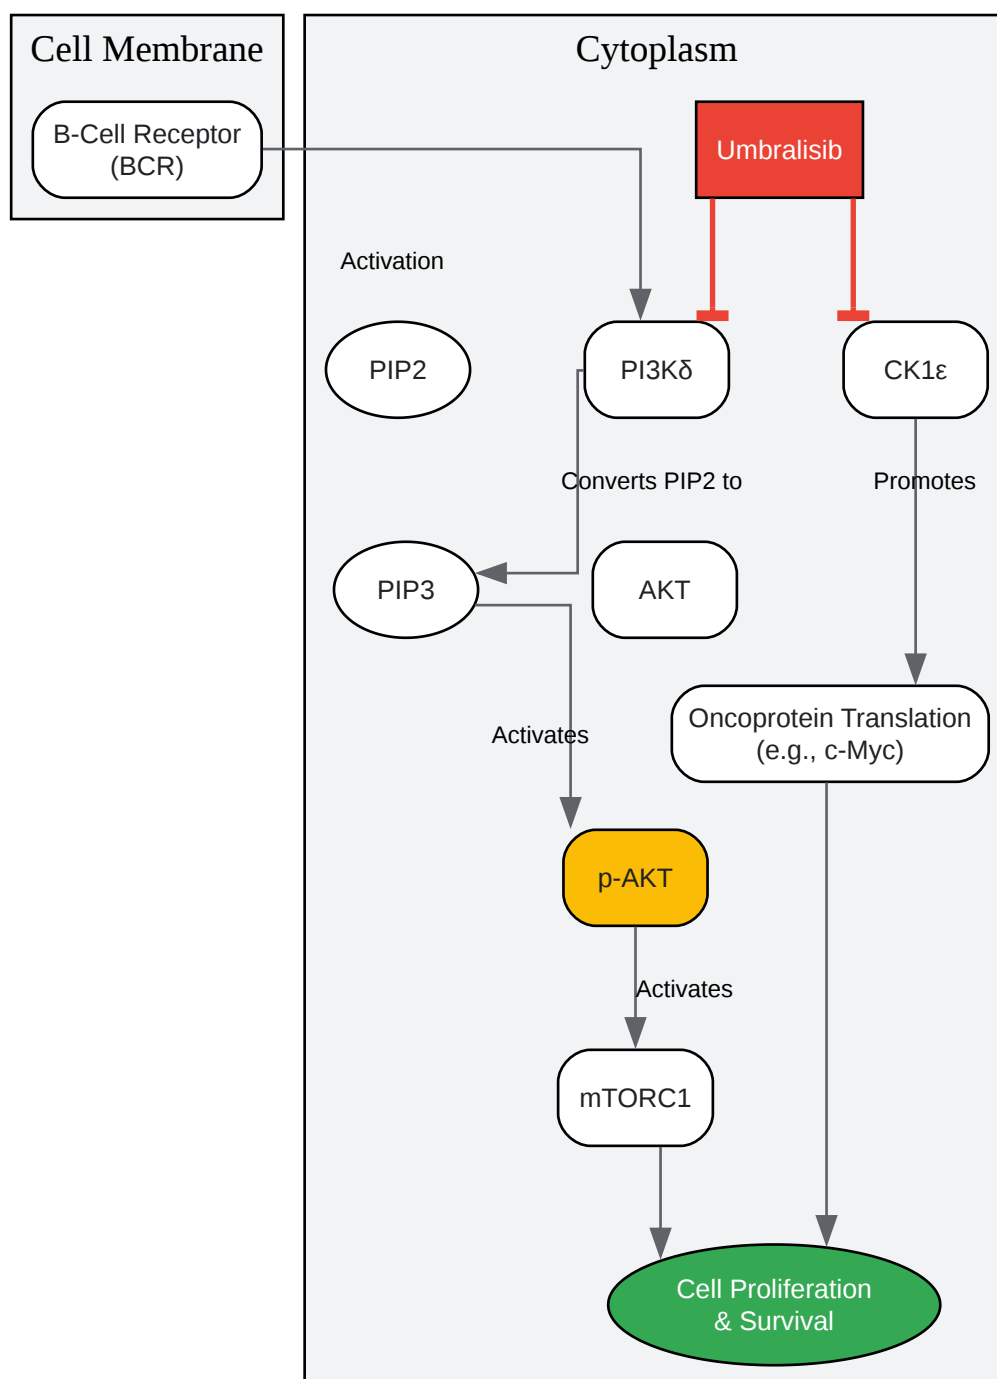 Cell Membrane
Cytoplasm
B-Cell Receptor
(BCR)
Umbralisib
Activation
PIP2
PI3Kδ
CK1ε
Converts PIP2 to
Promotes
PIP3
AKT
Oncoprotein Translation
(e.g., c-Myc)
Activates
p-AKT
Activates
mTORC1
Cell Proliferation
& Survival